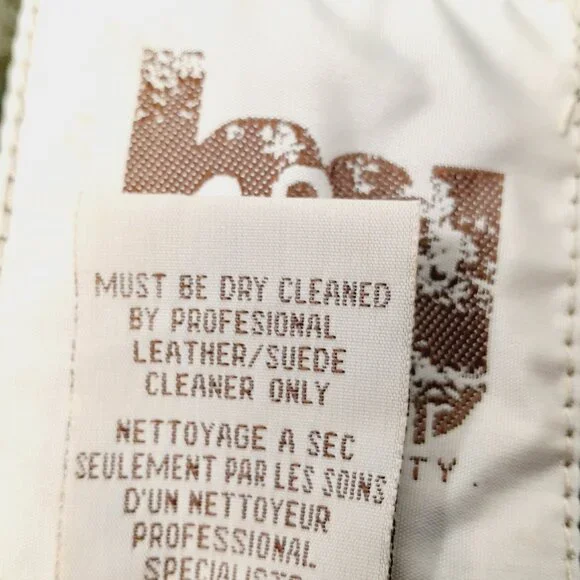 MUST BE DRY CLEANED
BY PROFESIONAL
LEATHER/SUEDE
CLEANER ONLY
NETTOYAGE A SEC
SEULEMENT PAR LES SOINS
D'UN NETTOYEUR
PROFESSIONAL
TY